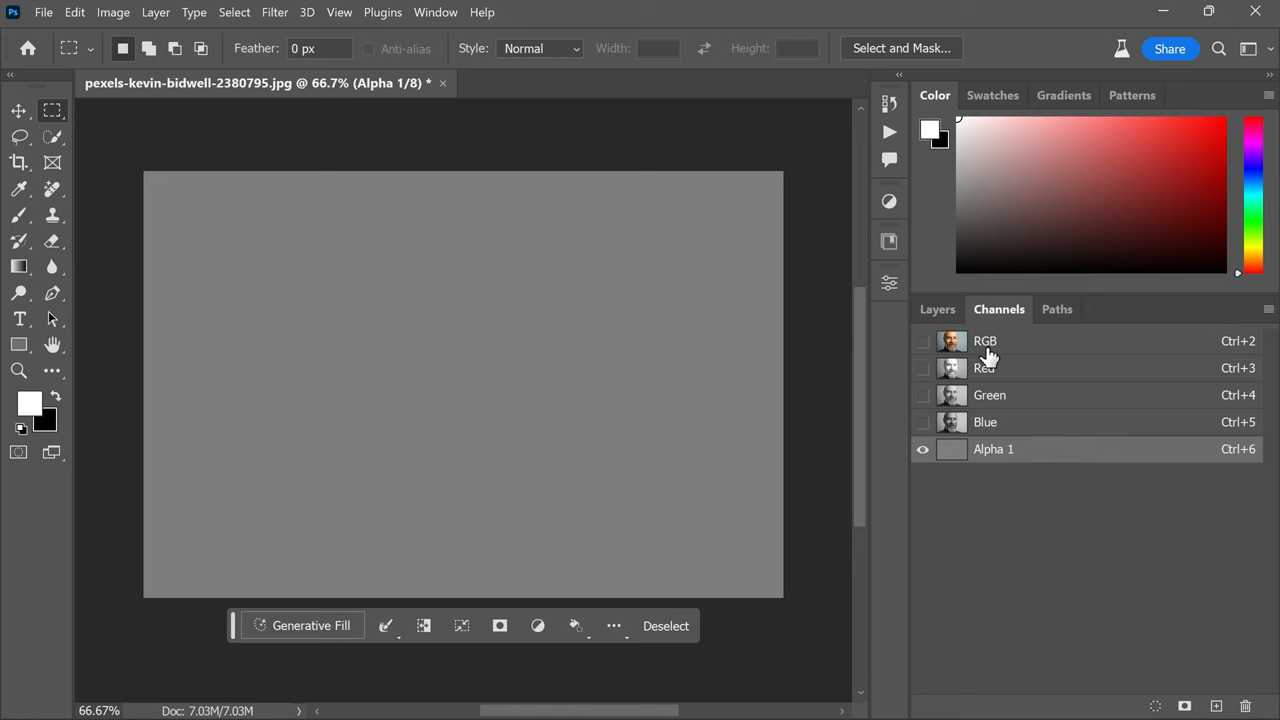 Ps File Edit Image Layer Type Select Filter 3D View Plugins Window Help
Feather: 0 px Anti-alias Style: Normal Width: Height: Select and Mask... Share
pexels-kevin-bidwell-2380795.jpg @ 66.7% (Alpha 1/8) * ×
Color Swatches Gradients Patterns
Layers Channels Paths
RGB Ctrl+2
Red Ctrl+3
Green Ctrl+4
Blue Ctrl+5
Alpha 1 Ctrl+6
Generative Fill Deselect
66.67% Doc: 7.03M/7.03M